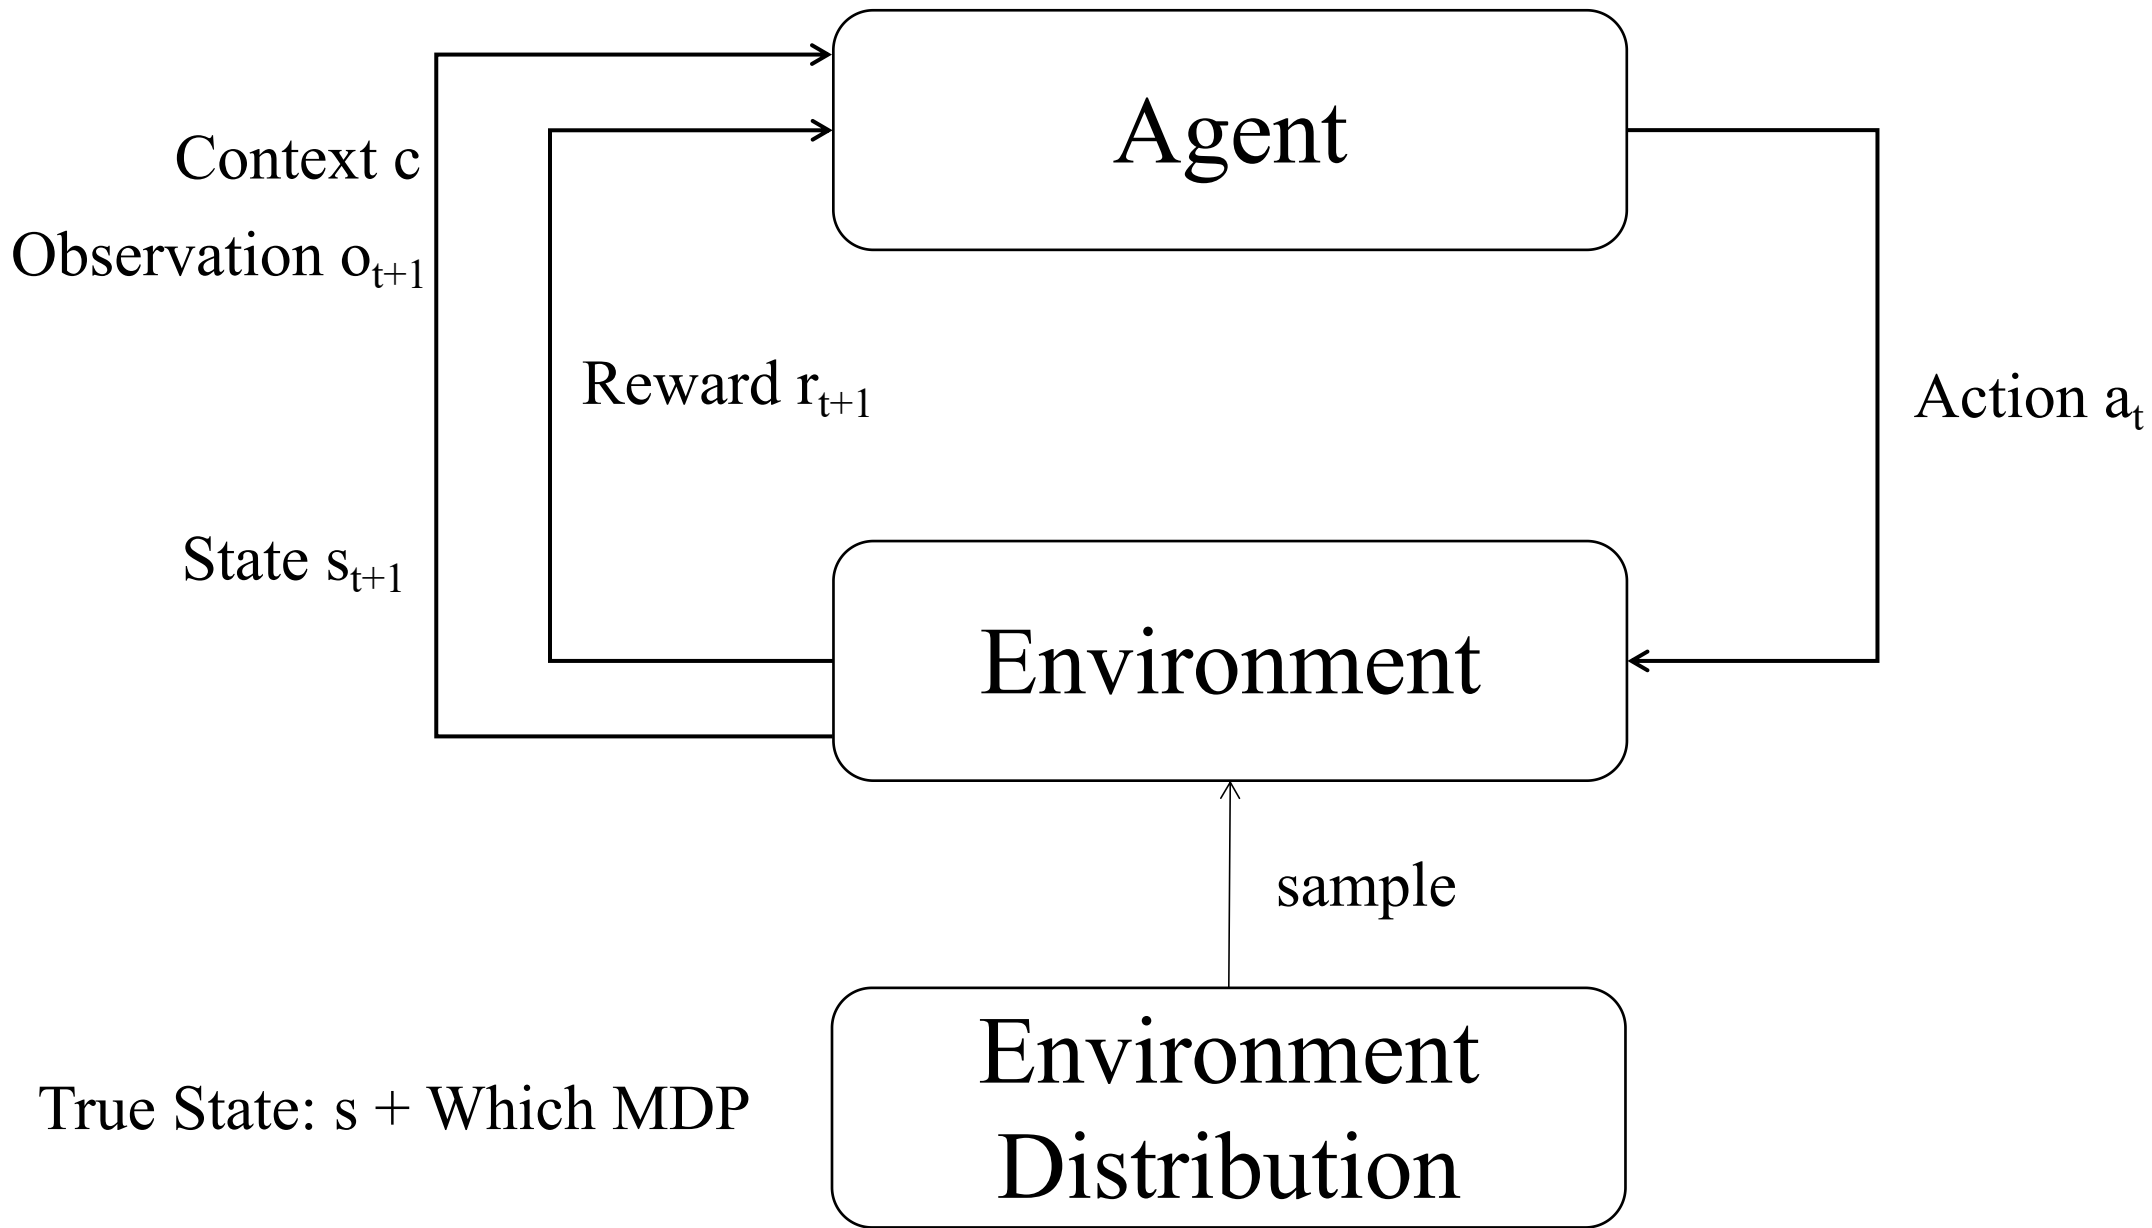 Agent
Context c
Observation o_{t+1}
Reward r_{t+1}
Action a_t
State s_{t+1}
Environment
sample
Environment
Distribution
True State: s + Which MDP